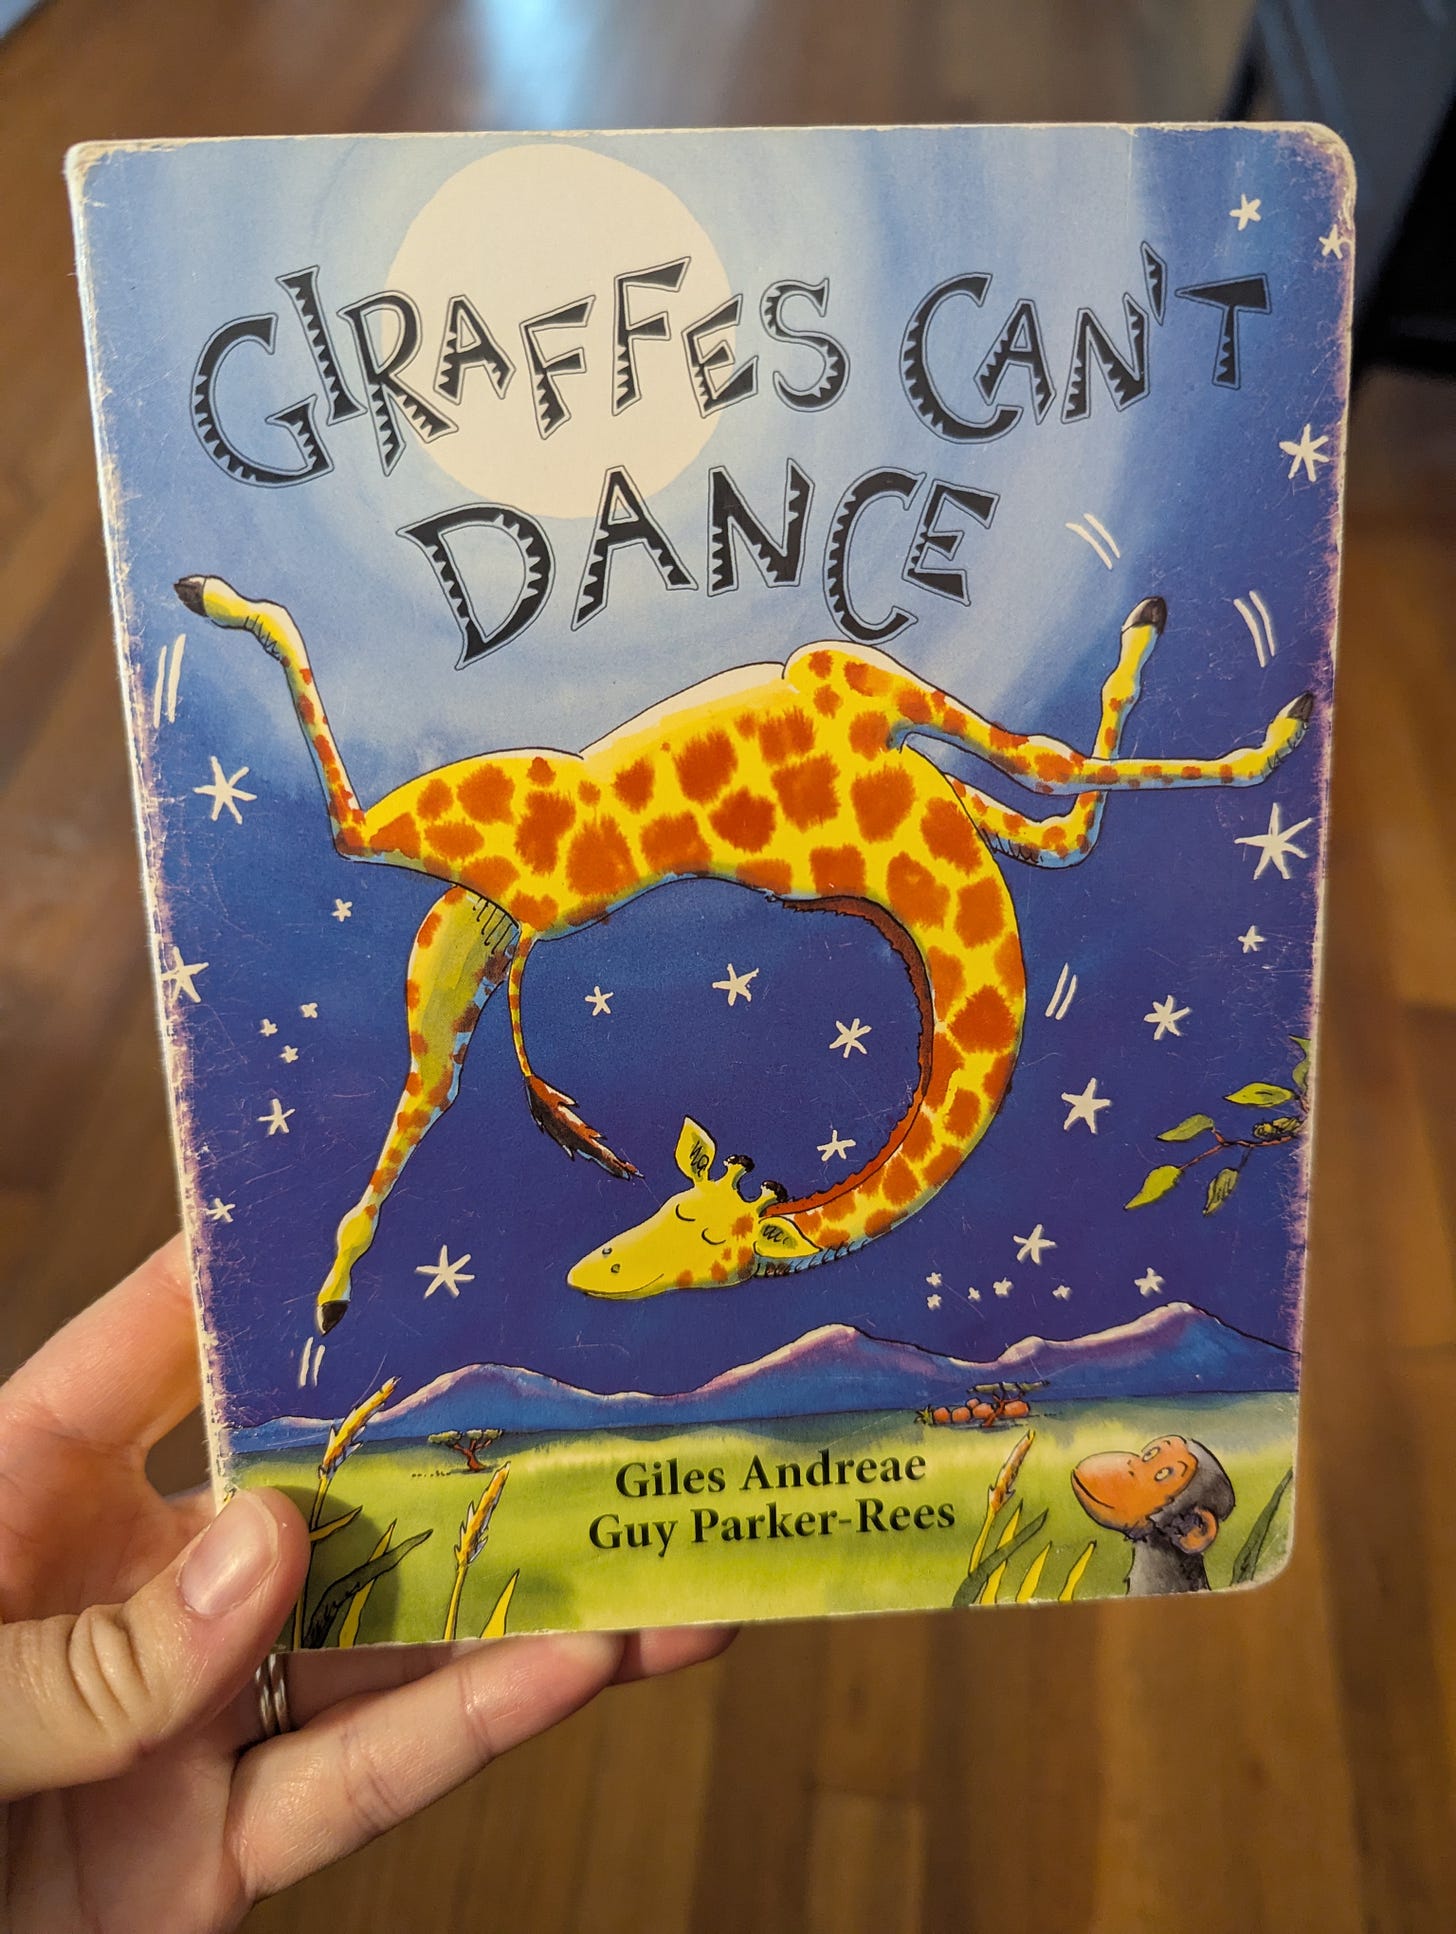 GIRAFFES CAN'T
DANCE
Giles Andreae
Guy Parker-Rees